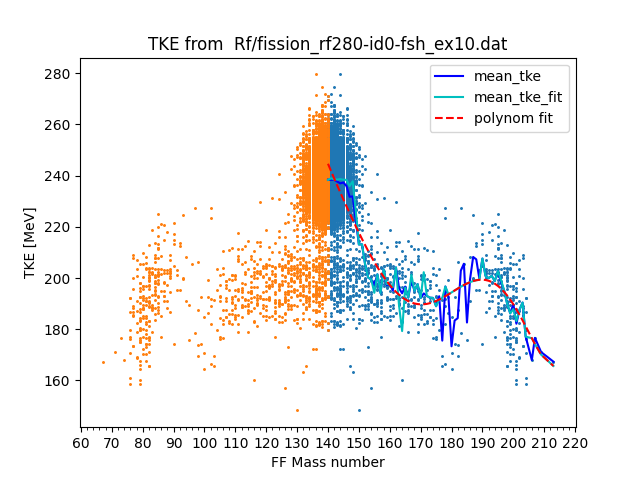 TKE from  Rf/fission_rf280-id0-fsh_ex10.dat
mean_tke
mean_tke_fit
polynom fit
TKE [MeV]
280
260
240
220
200
180
160
60 70 80 90 100 110 120 130 140 150 160 170 180 190 200 210 220
FF Mass number